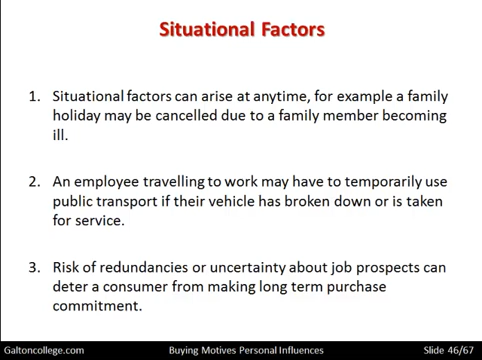 Situational Factors
1. Situational factors can arise at anytime, for example a family
holiday may be cancelled due to a family member becoming
ill.
2. An employee travelling to work may have to temporarily use
public transport if their vehicle has broken down or is taken
for service.
3. Risk of redundancies or uncertainty about job prospects can
deter a consumer from making long term purchase
commitment.
Galtoncollege.com Buying Motives Personal Influences Slide 46/67